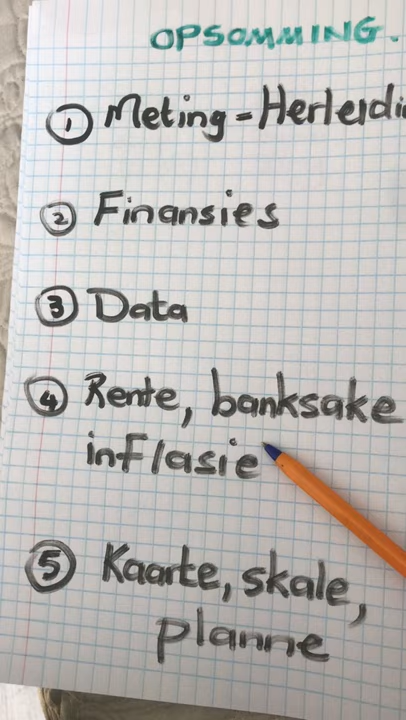 OPSOMMING.
① Meting - Herleidi
② Finansies
③ Data
④ Rente, banksake
inflasie
⑤ Kaarte, skale,
planne